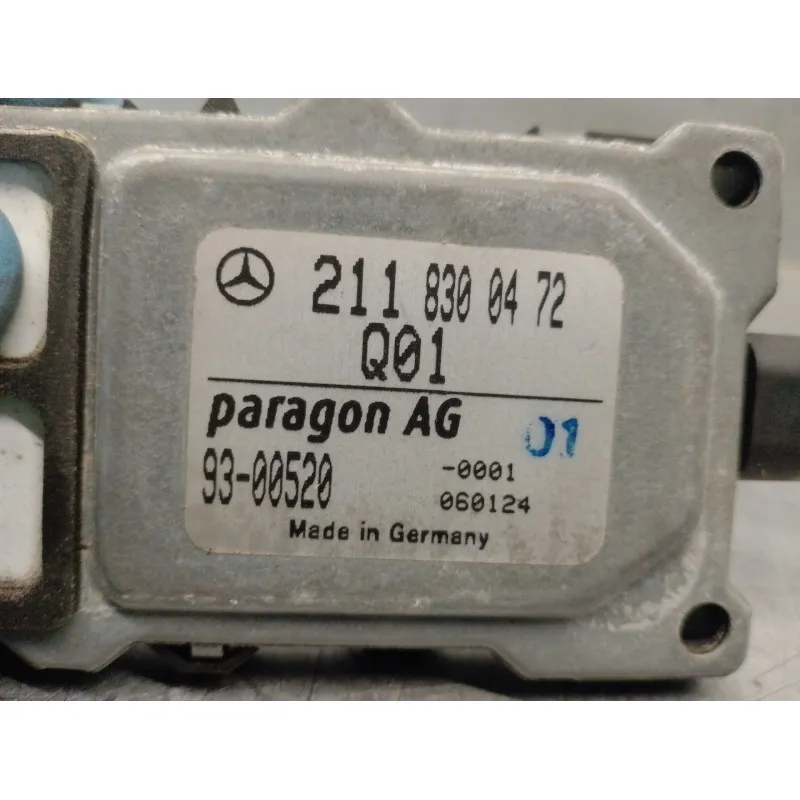 211 830 04 72
Q01
paragon AG 01
93-00520 -0001
060124
Made in Germany